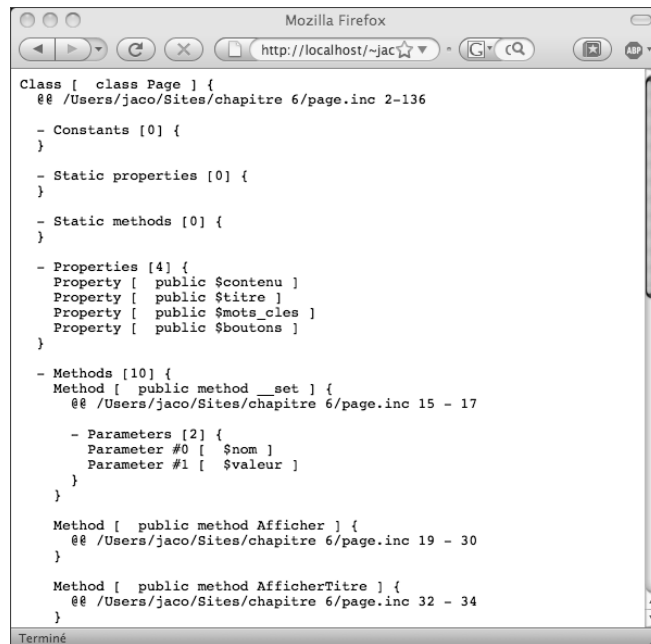 Mozilla Firefox
http://localhost/~jac
G
ABP
Class [  class Page ] {
  @@ /Users/jaco/Sites/chapitre 6/page.inc 2-136
  - Constants [0] {
  }
  - Static properties [0] {
  }
  - Static methods [0] {
  }
  - Properties [4] {
    Property [  public $contenu ]
    Property [  public $titre ]
    Property [  public $mots_cles ]
    Property [  public $boutons ]
  }
  - Methods [10] {
    Method [  public method __set ] {
      @@ /Users/jaco/Sites/chapitre 6/page.inc 15 - 17
      - Parameters [2] {
        Parameter #0 [  $nom ]
        Parameter #1 [  $valeur ]
      }
    }
    Method [  public method Afficher ] {
      @@ /Users/jaco/Sites/chapitre 6/page.inc 19 - 30
    }
    Method [  public method AfficherTitre ] {
      @@ /Users/jaco/Sites/chapitre 6/page.inc 32 - 34
    }
Terminé